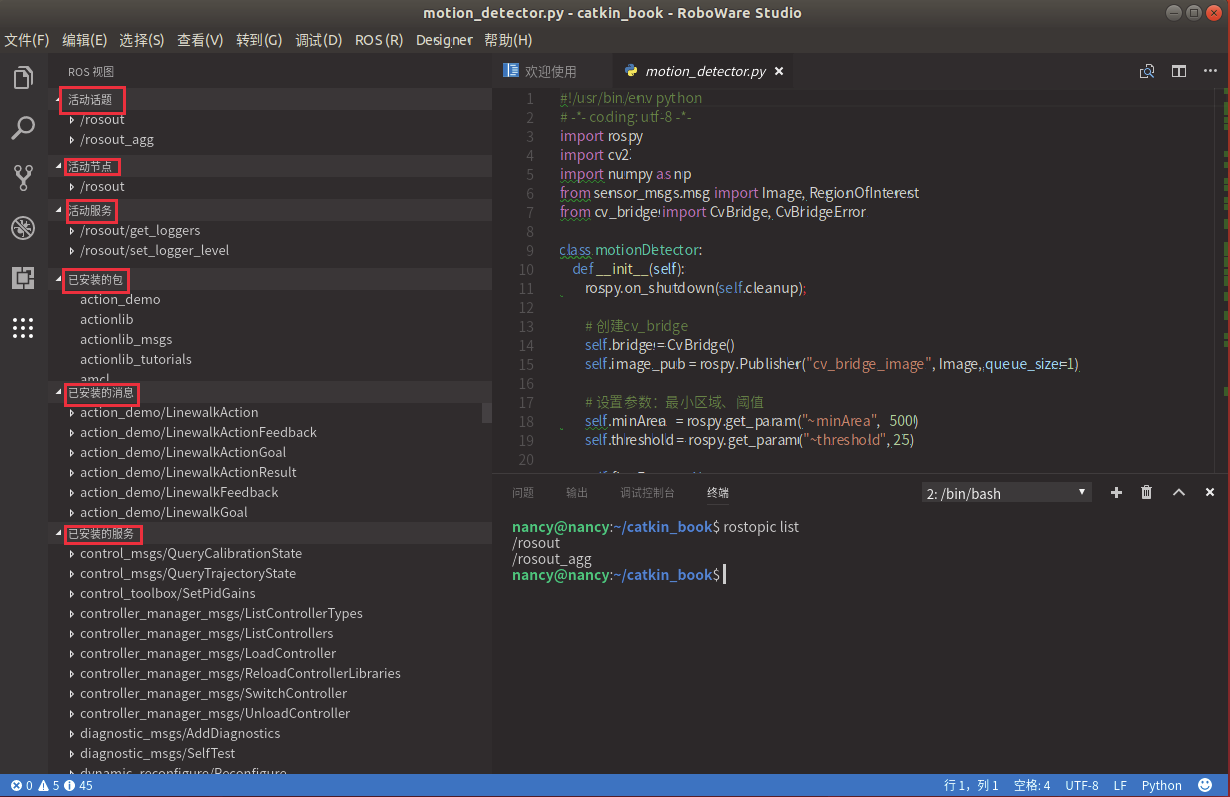 motion_detector.py - catkin_book - RoboWare Studio
文件(F) 编辑(E) 选择(S) 查看(V) 转到(G) 调试(D) ROS (R) Designer 帮助(H)
ROS 视图
活动话题
/rosout
/rosout_agg
活动节点
/rosout
活动服务
/rosout/get_loggers
/rosout/set_logger_level
已安装的包
action_demo
actionlib
actionlib_msgs
actionlib_tutorials
amcl
已安装的消息
action_demo/LinewalkAction
action_demo/LinewalkActionFeedback
action_demo/LinewalkActionGoal
action_demo/LinewalkActionResult
action_demo/LinewalkFeedback
action_demo/LinewalkGoal
已安装的服务
control_msgs/QueryCalibrationState
control_msgs/QueryTrajectoryState
control_toolbox/SetPidGains
controller_manager_msgs/ListControllerTypes
controller_manager_msgs/ListControllers
controller_manager_msgs/LoadController
controller_manager_msgs/ReloadControllerLibraries
controller_manager_msgs/SwitchController
controller_manager_msgs/UnloadController
diagnostic_msgs/AddDiagnostics
diagnostic_msgs/SelfTest
dynamic_reconfigure/Reconfigure
欢迎使用 motion_detector.py
1 #!/usr/bin/env python
2 # -*- coding: utf-8 -*-
3 import rospy
4 import cv2
5 import numpy as np
6 from sensor_msgs.msg import Image, RegionOfInterest
7 from cv_bridge import CvBridge, CvBridgeError
8
9 class motionDetector:
10 def __init__(self):
11 rospy.on_shutdown(self.cleanup);
12
13 # 创建cv_bridge
14 self.bridge = CvBridge()
15 self.image_pub = rospy.Publisher("cv_bridge_image", Image, queue_size=1)
16
17 # 设置参数：最小区域、阈值
18 self.minArea = rospy.get_param("~minArea", 500)
19 self.threshold = rospy.get_param("~threshold", 25)
20
问题 输出 调试控制台 终端 2: /bin/bash
nancy@nancy:~/catkin_book$ rostopic list
/rosout
/rosout_agg
nancy@nancy:~/catkin_book$
0 5 45 行 1，列 1 空格: 4 UTF-8 LF Python